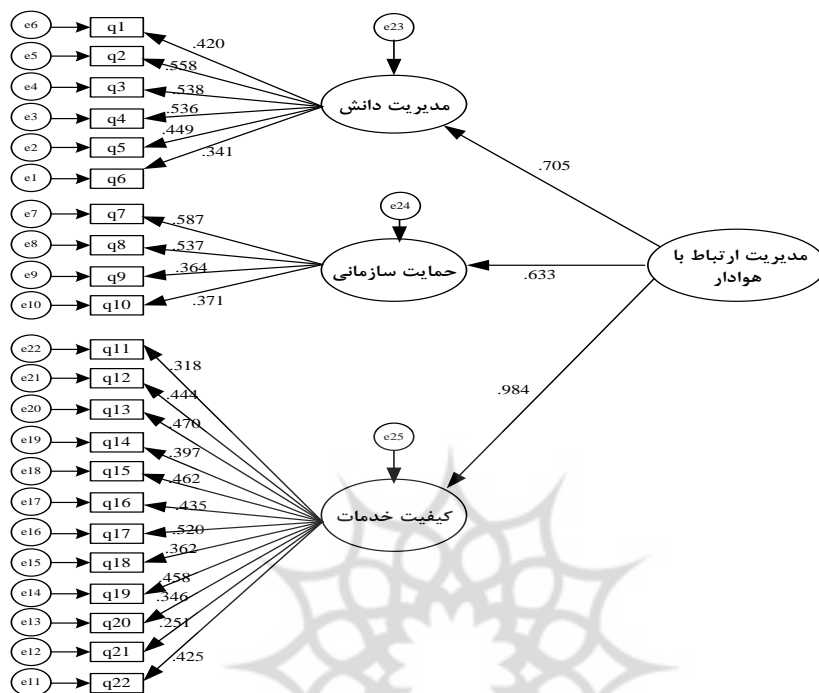 e6 q1 .420
e5 q2 .558
e4 q3 .538
e3 q4 .536
e2 q5 .449
e1 q6 .341
e23
مدیریت دانش
.705
e7 q7 .587
e8 q8 .537
e9 q9 .364
e10 q10 .371
e24
حمایت سازمانی
.633
مدیریت ارتباط با
هوادار
e22 q11 .318
e21 q12 .444
e20 q13 .470
e19 q14 .397
e18 q15 .462
e17 q16 .435
e16 q17 .520
e15 q18 .362
e14 q19 .458
e13 q20 .346
e12 q21 .251
e11 q22 .425
e25
کیفیت خدمات
.984